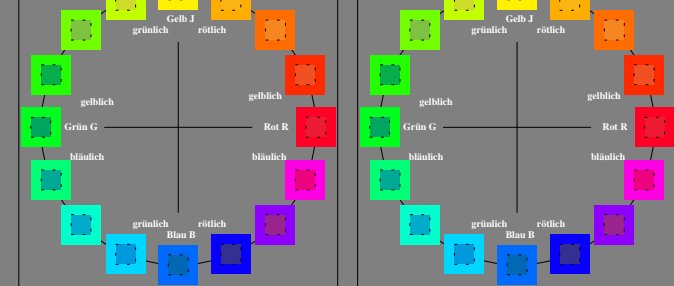 Gelb J
grünlich rötlich
gelblich gelblich
Grün G Rot R
bläulich bläulich
grünlich rötlich
Blau B
Gelb J
grünlich rötlich
gelblich gelblich
Grün G Rot R
bläulich bläulich
grünlich rötlich
Blau B